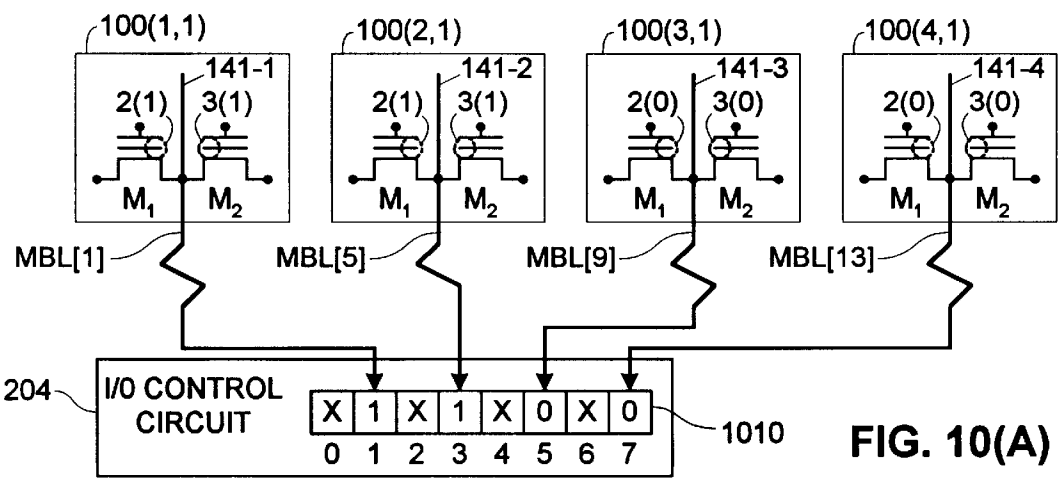 100(1,1) 100(2,1) 100(3,1) 100(4,1)
141-1 141-2 141-3 141-4
2(1) 3(1) 2(1) 3(1) 2(0) 3(0) 2(0) 3(0)
M1 M2 M1 M2 M1 M2 M1 M2
MBL[1] MBL[5] MBL[9] MBL[13]
204 I/0 CONTROL
CIRCUIT
X 1 X 1 X 0 X 0 1010
0 1 2 3 4 5 6 7
FIG. 10(A)